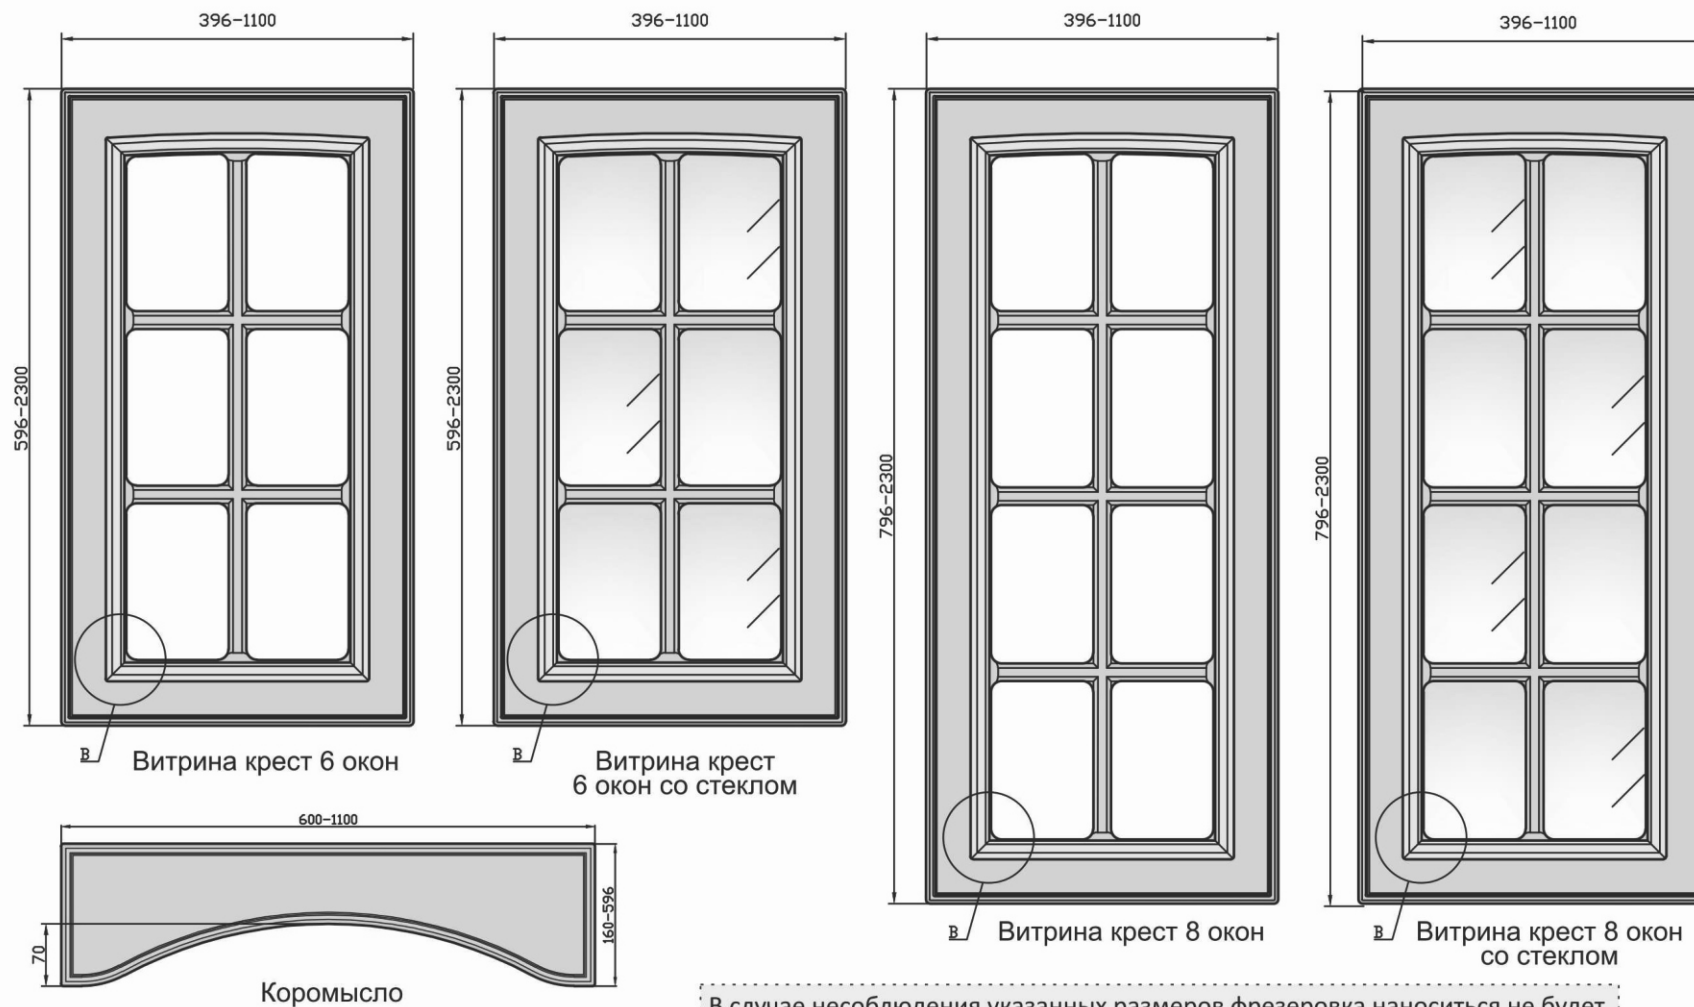 396-1100
396-1100
396-1100
396-1100
596-2300
596-2300
796-2300
796-2300
В
Витрина крест 6 окон
В
Витрина крест
6 окон со стеклом
600-1100
160-596
70
Коромысло
В
Витрина крест 8 окон
В
Витрина крест 8 окон
со стеклом
В случае несоблюдения указанных размеров фрезеровка наноситься не будет.